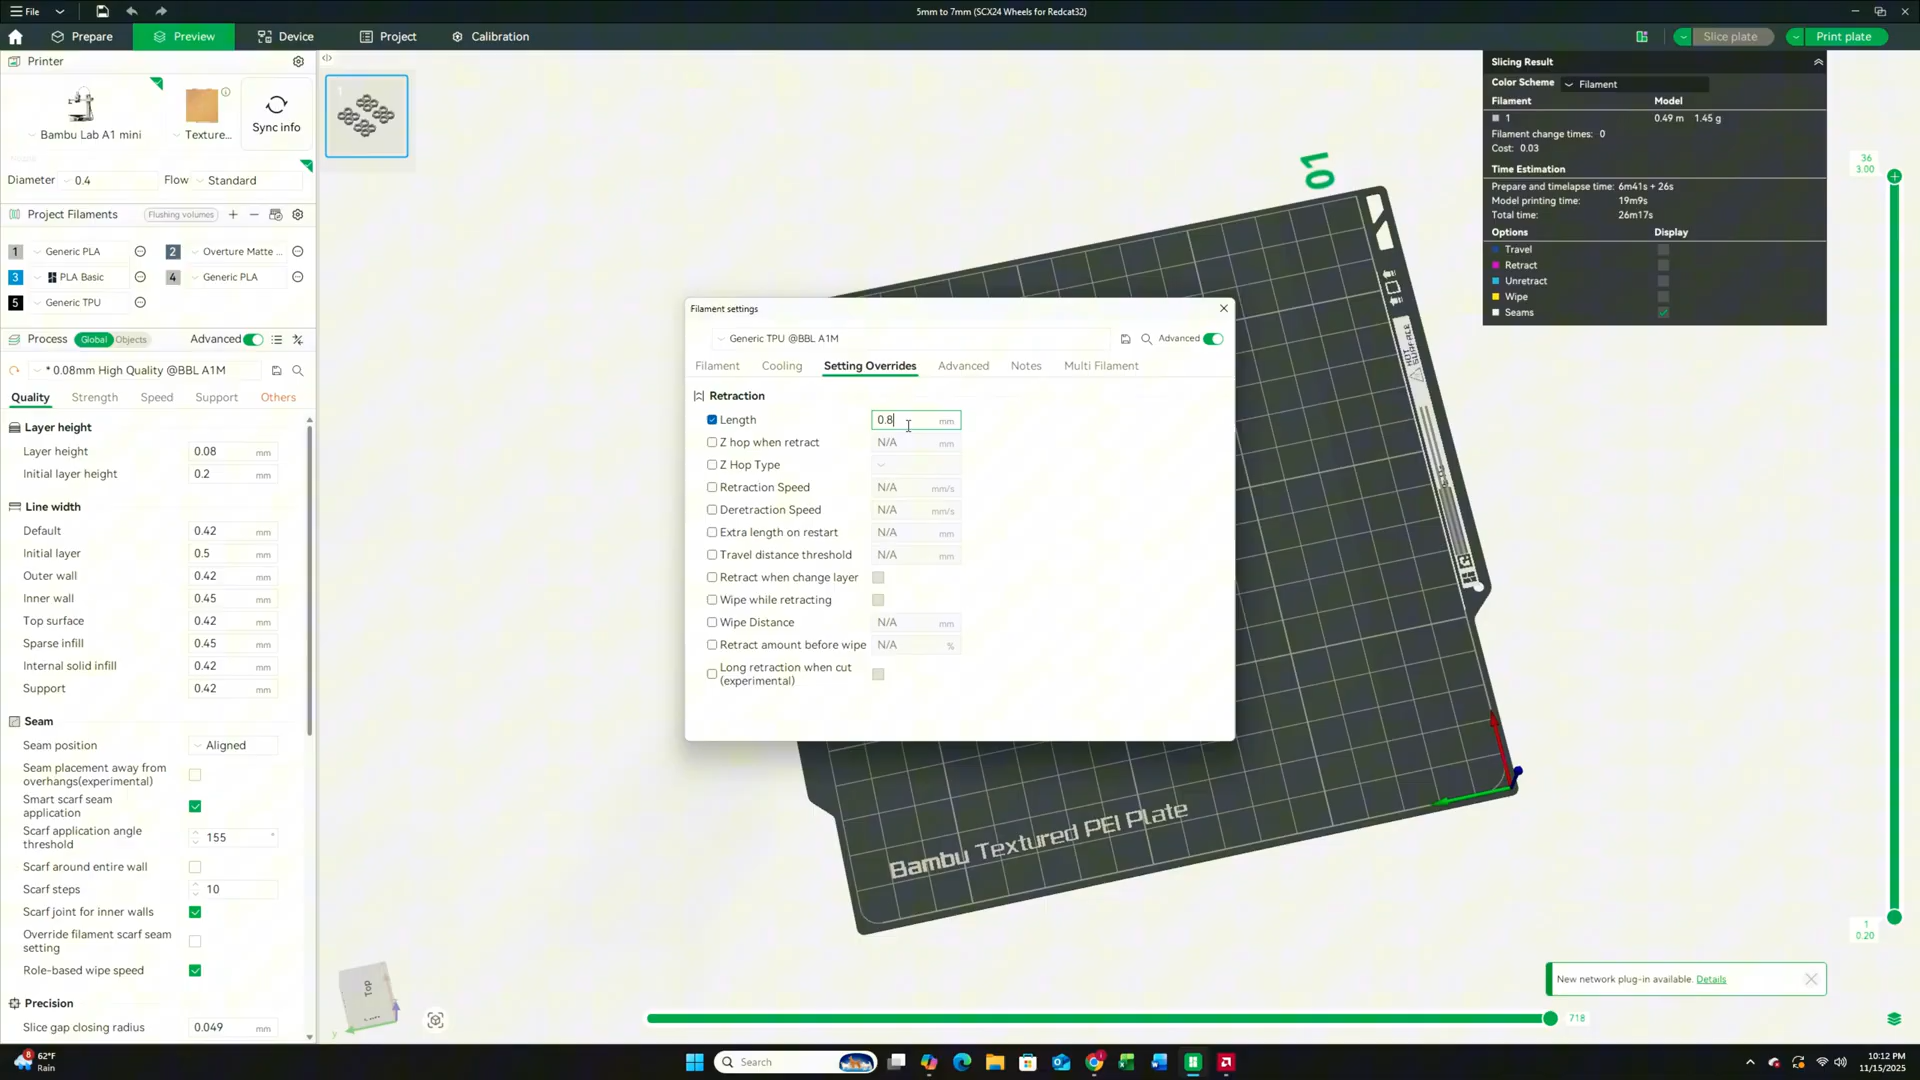 File
5mm to 7mm (SCX24 Wheels for Redcat32)
Prepare
Preview
Device
Project
Calibration
Slice plate
Print plate
Printer
Bambu Lab A1 mini
Texture...
Sync info
Diameter
0.4
Flow
Standard
Project Filaments
Flushing volumes
1 Generic PLA
2 Overture Matte ...
3 PLA Basic
4 Generic PLA
5 Generic TPU
Process
Global
Objects
Advanced
* 0.08mm High Quality @BBL A1M
Quality
Strength
Speed
Support
Others
Layer height
Layer height 0.08 mm
Initial layer height 0.2 mm
Line width
Default 0.42 mm
Initial layer 0.5 mm
Outer wall 0.42 mm
Inner wall 0.45 mm
Top surface 0.42 mm
Sparse infill 0.45 mm
Internal solid infill 0.42 mm
Support 0.42 mm
Seam
Seam position Aligned
Seam placement away from
overhangs(experimental)
Smart scarf seam
application
Scarf application angle
threshold
155 °
Scarf around entire wall
Scarf steps 10
Scarf joint for inner walls
Override filament scarf seam
setting
Role-based wipe speed
Precision
Slice gap closing radius 0.049 mm
1
01
Filament settings
Generic TPU @BBL A1M
Advanced
Filament
Cooling
Setting Overrides
Advanced
Notes
Multi Filament
Retraction
Length 0.8 mm
Z hop when retract N/A mm
Z Hop Type
Retraction Speed N/A mm/s
Deretraction Speed N/A mm/s
Extra length on restart N/A mm
Travel distance threshold N/A mm
Retract when change layer
Wipe while retracting
Wipe Distance N/A mm
Retract amount before wipe N/A %
Long retraction when cut
(experimental)
HOT
SURFACE
Bambu Textured PEI Plate
Slicing Result
Color Scheme Filament
Filament Model
1 0.49 m 1.45 g
Filament change times: 0
Cost: 0.03
Time Estimation
Prepare and timelapse time: 6m41s + 26s
Model printing time: 19m9s
Total time: 26m17s
Options Display
Travel
Retract
Unretract
Wipe
Seams
36
3.00
1
0.20
New network plug-in available. Details
Top
y
718
8
62°F
Rain
Search
10:12 PM
11/15/2025